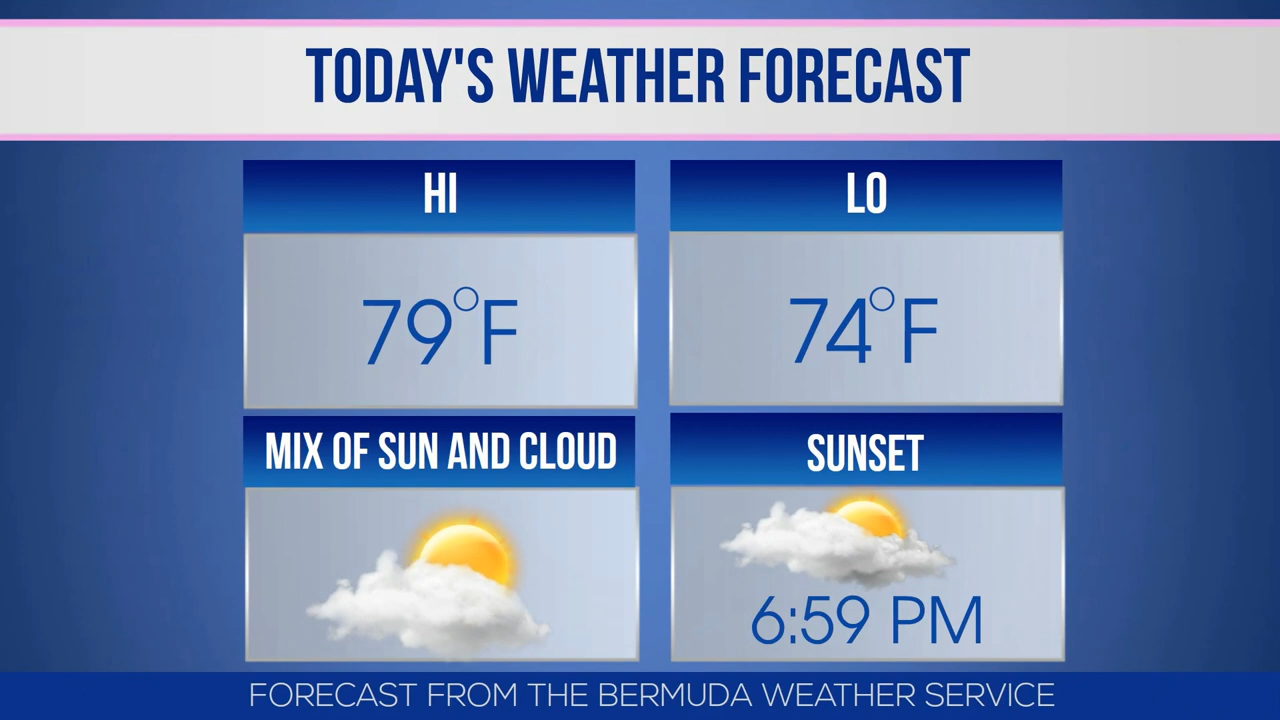 TODAY'S WEATHER FORECAST
HI
79°F
LO
74°F
MIX OF SUN AND CLOUD
SUNSET
6:59 PM
FORECAST FROM THE BERMUDA WEATHER SERVICE